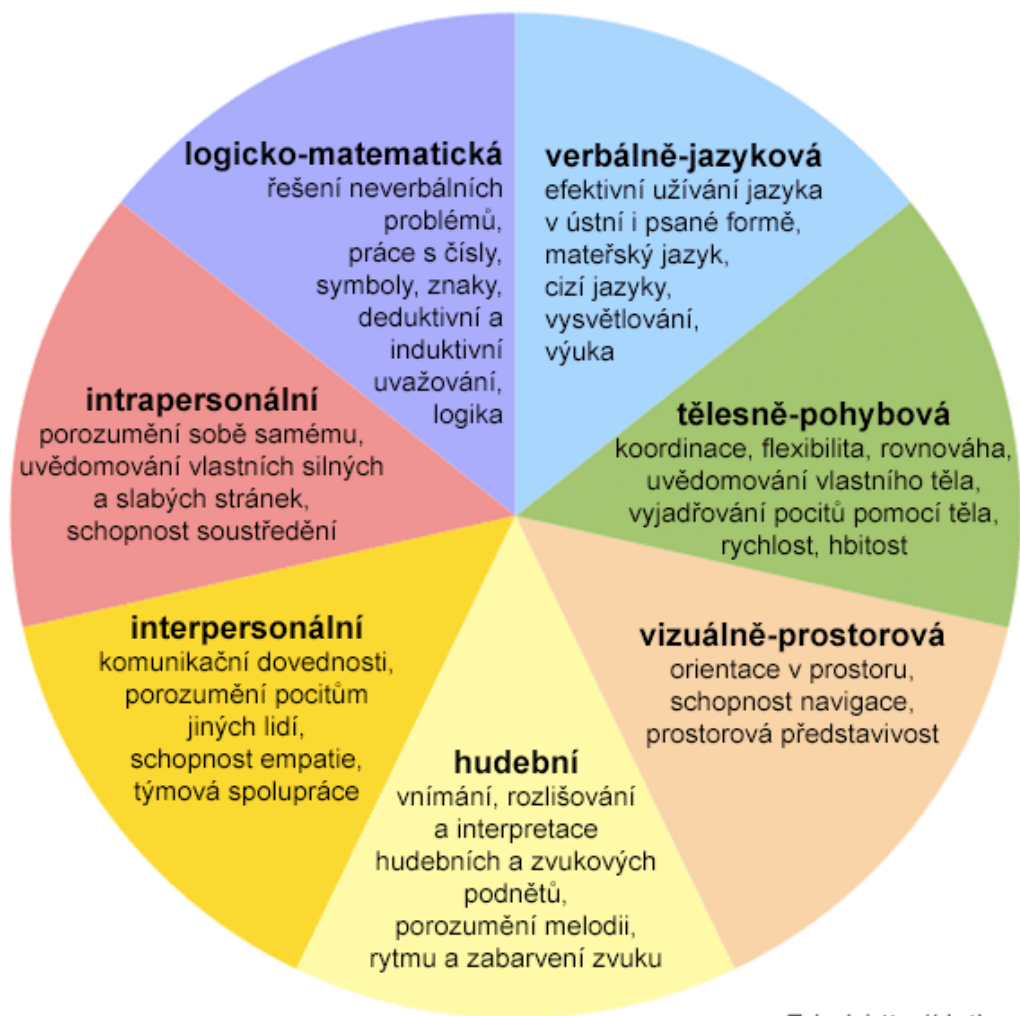 logicko-matematická
řešení neverbálních
problémů,
práce s čísly,
symboly, znaky,
deduktivní a
induktivní
uvažování,
logika
verbálně-jazyková
efektivní užívání jazyka
v ústní i psané formě,
mateřský jazyk,
cizí jazyky,
vysvětlování,
výuka
intrapersonální
porozumění sobě samému,
uvědomování vlastních silných
a slabých stránek,
schopnost soustředění
tělesně-pohybová
koordinace, flexibilita, rovnováha,
uvědomování vlastního těla,
vyjadřování pocitů pomocí těla,
rychlost, hbitost
interpersonální
komunikační dovednosti,
porozumění pocitům
jiných lidí,
schopnost empatie,
týmová spolupráce
vizuálně-prostorová
orientace v prostoru,
schopnost navigace,
prostorová představivost
hudební
vnímání, rozlišování
a interpretace
hudebních a zvukových
podnětů,
porozumění melodii,
rytmu a zabarvení zvuku